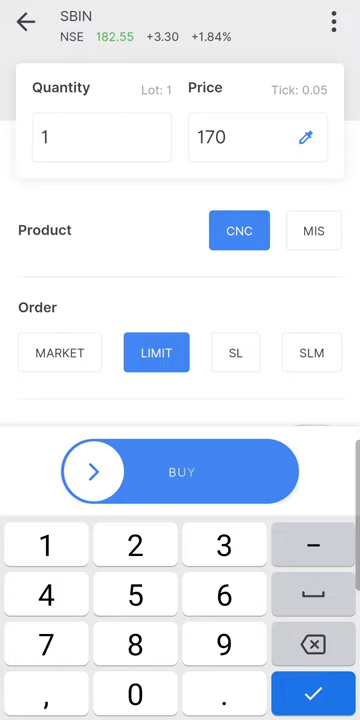 SBIN
NSE 182.55 +3.30 +1.84%
Quantity Lot: 1 Price Tick: 0.05
1 170
Product CNC MIS
Order
MARKET LIMIT SL SLM
BUY
1 2 3 –
4 5 6
7 8 9
, 0 .